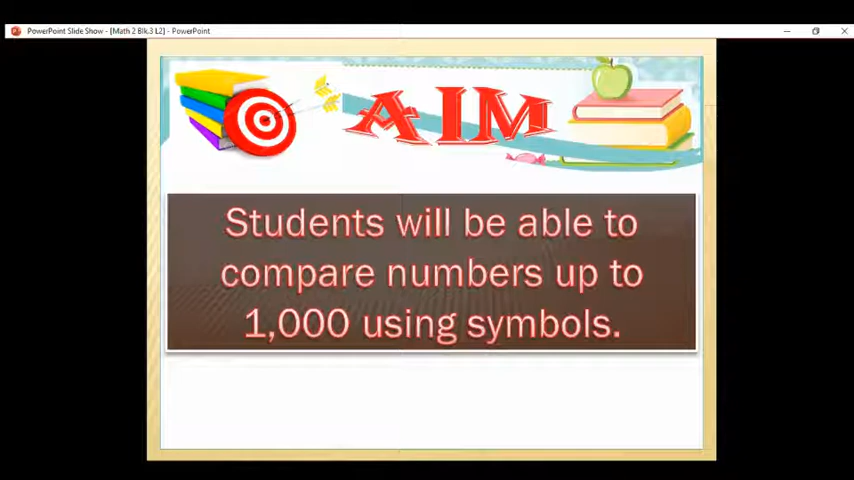 PowerPoint Slide Show - [Math 2 Blk.3 L2] - PowerPoint
AIM
Students will be able to
compare numbers up to
1,000 using symbols.